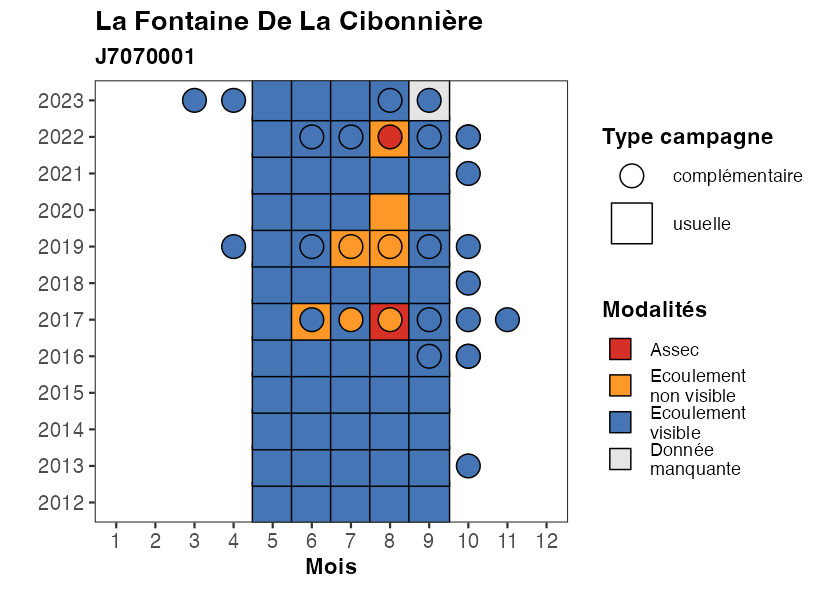 La Fontaine De La Cibonnière
J7070001
2023
2022
2021
2020
2019
2018
2017
2016
2015
2014
2013
2012
1 2 3 4 5 6 7 8 9 10 11 12
Mois
Type campagne
complémentaire
usuelle
Modalités
Assec
Ecoulement
non visible
Ecoulement
visible
Donnée
manquante